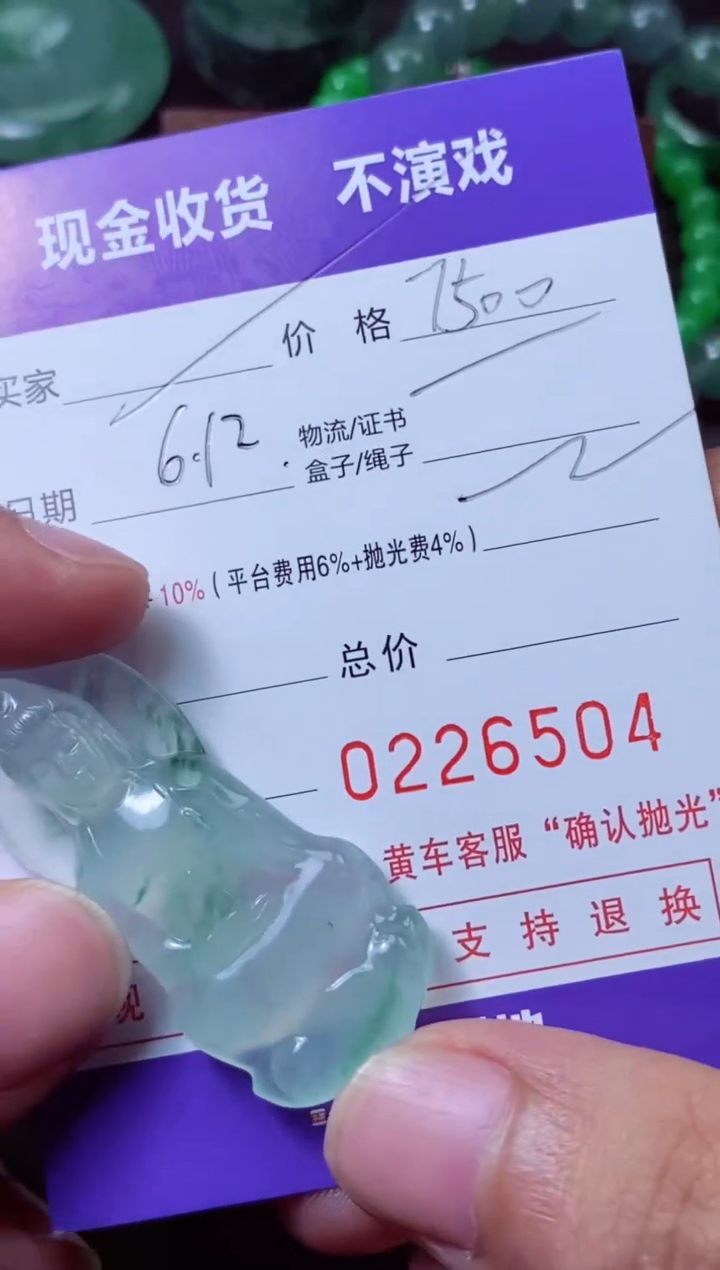 现金收货 不演戏
买家 价格 7500
日期 6.12. 物流/证书
盒子/绳子
10%(平台费用6%+抛光费4%)
总价
0226504
黄车客服“确认抛光”
支持退换
现